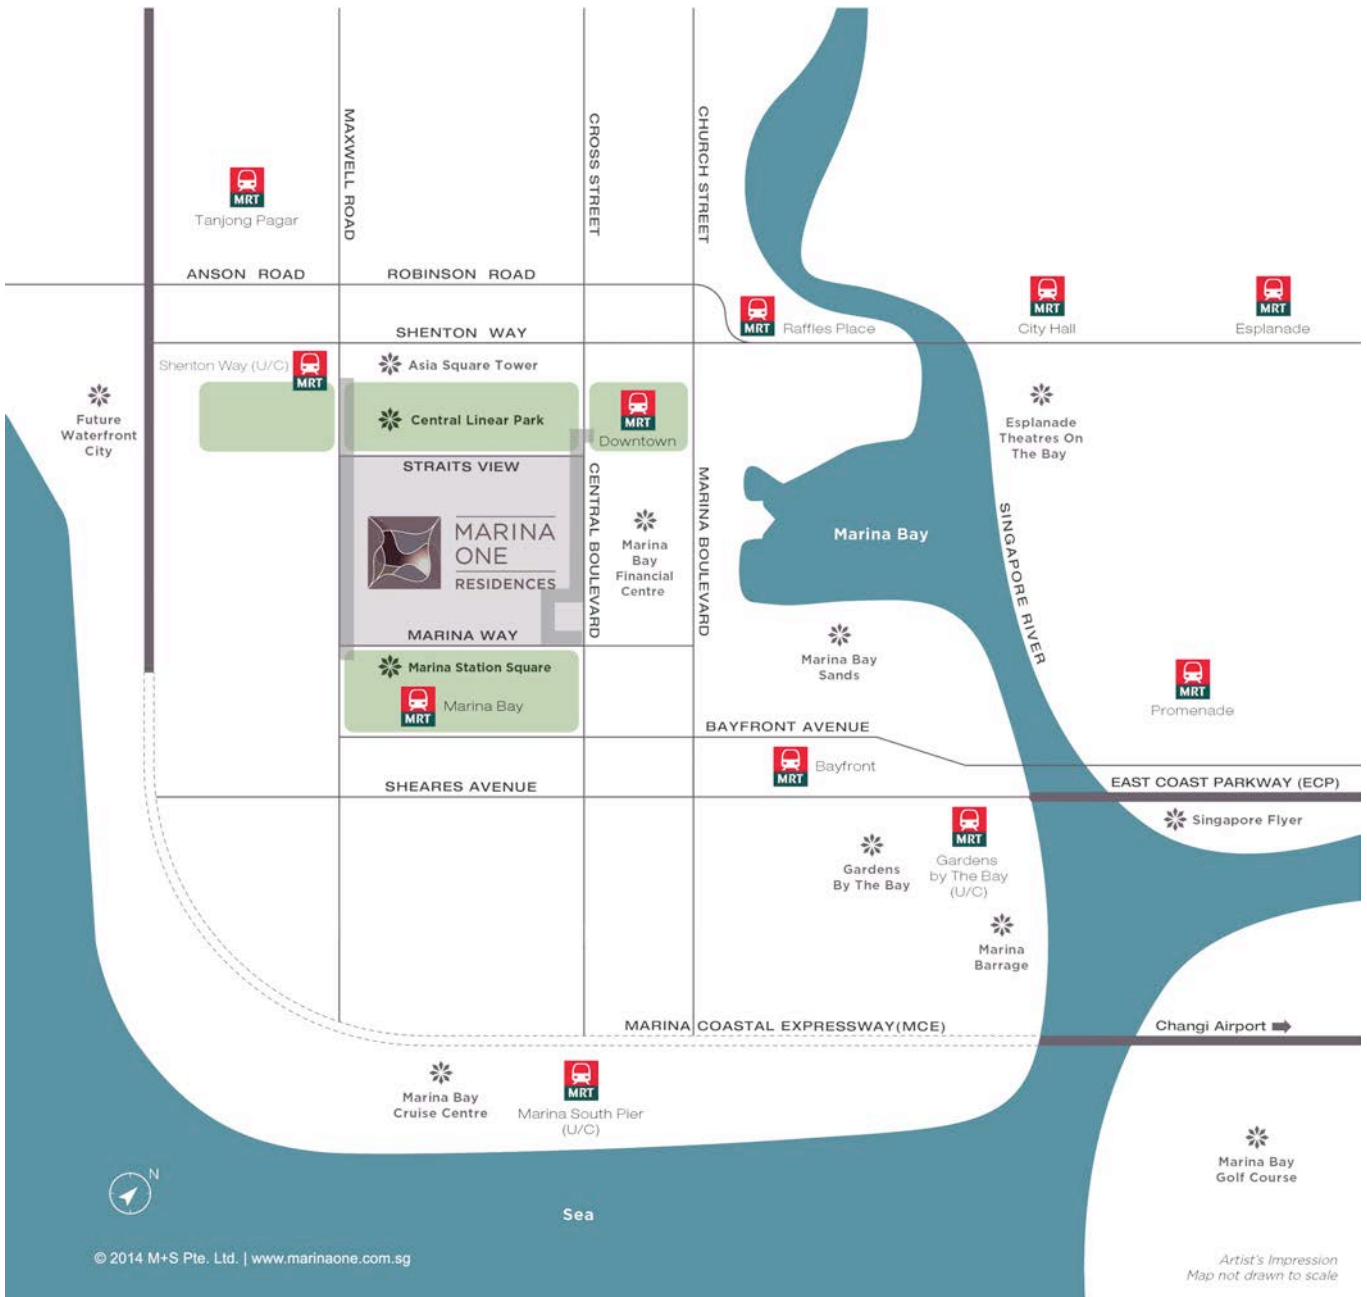 MAXWELL ROAD
CROSS STREET
CHURCH STREET
MRT
Tanjong Pagar
ANSON ROAD
ROBINSON ROAD
MRT
Raffles Place
MRT
City Hall
MRT
Esplanade
SHENTON WAY
Shenton Way (U/C)
MRT
Asia Square Tower
Future
Waterfront
City
Central Linear Park
MRT
Downtown
Esplanade
Theatres On
The Bay
STRAITS VIEW
CENTRAL BOULEVARD
MARINA BOULEVARD
MARINA
ONE
RESIDENCES
Marina
Bay
Financial
Centre
Marina Bay
SINGAPORE RIVER
MARINA WAY
Marina Bay
Sands
Marina Station Square
MRT
Marina Bay
MRT
Promenade
BAYFRONT AVENUE
MRT
Bayfront
SHEARES AVENUE
EAST COAST PARKWAY (ECP)
Singapore Flyer
Gardens
By The Bay
MRT
Gardens
by The Bay
(U/C)
Marina
Barrage
MARINA COASTAL EXPRESSWAY(MCE)
Changi Airport
Marina Bay
Cruise Centre
MRT
Marina South Pier
(U/C)
Marina Bay
Golf Course
N
Sea
© 2014 M+S Pte. Ltd. | www.marinaone.com.sg
Artist's Impression
Map not drawn to scale